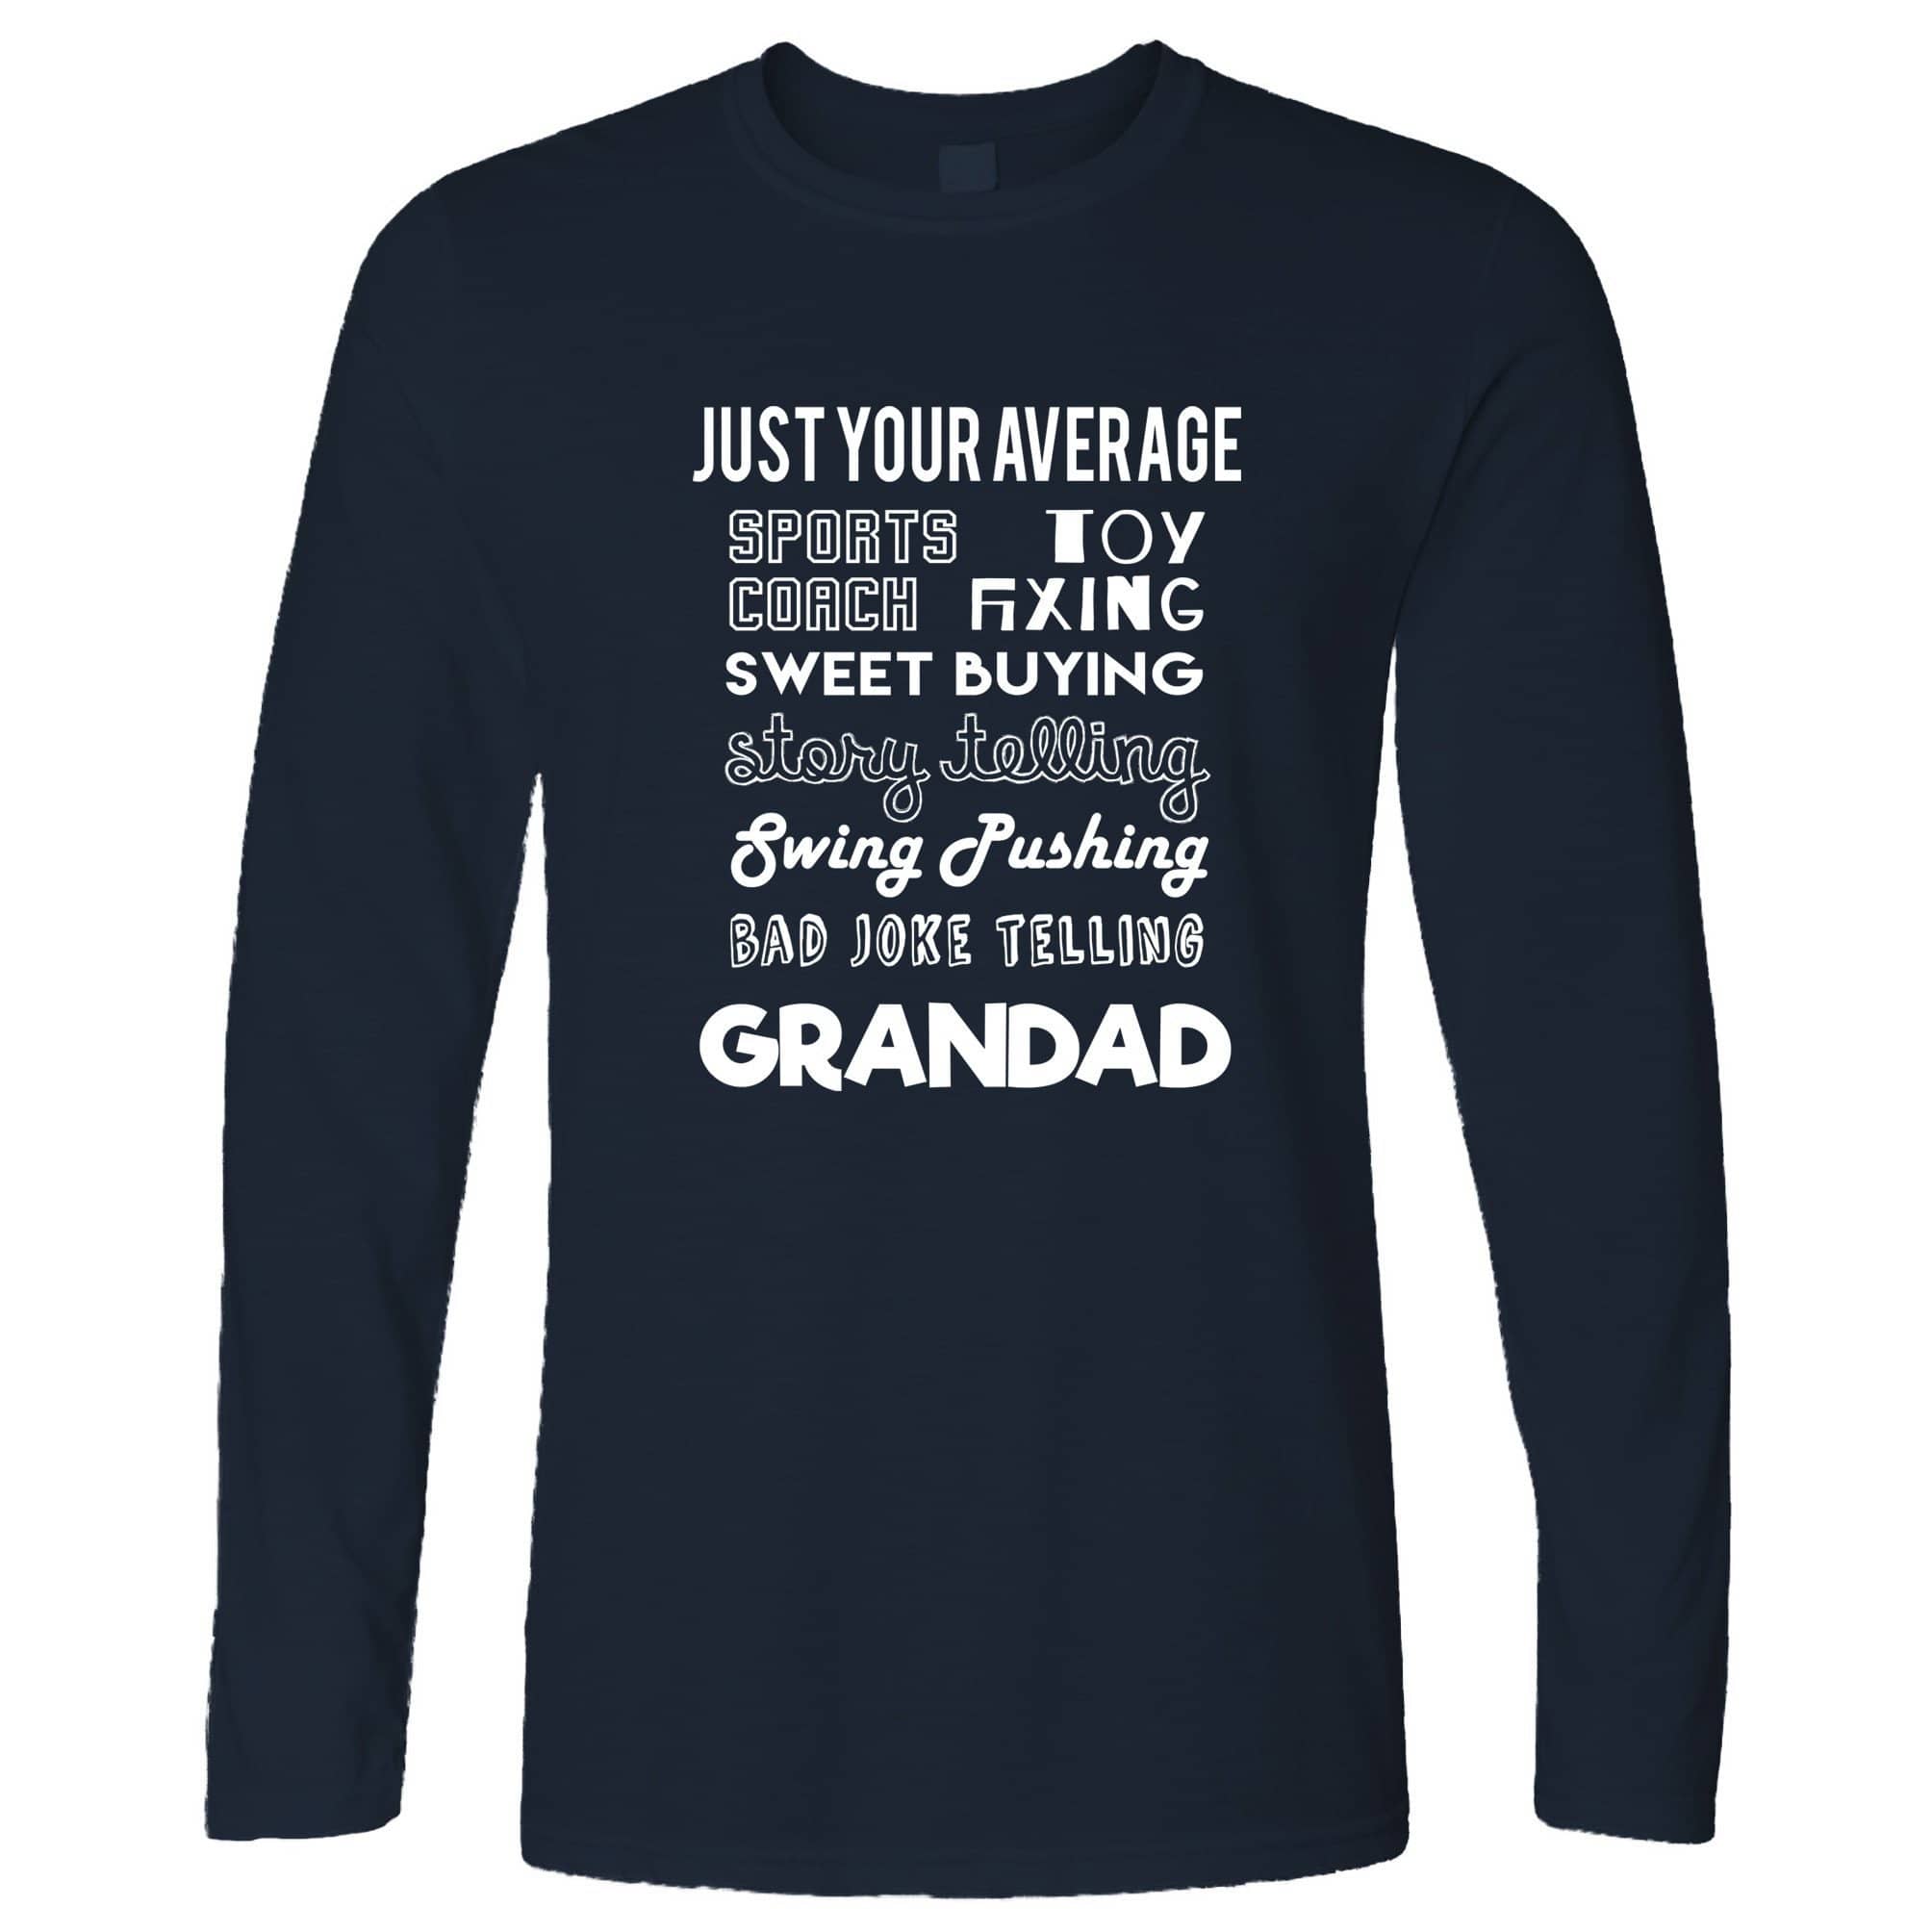 JUST YOUR AVERAGE
SPORTS TOY
COACH FIXING
SWEET BUYING
story telling
Swing Pushing
BAD JOKE TELLING
GRANDAD